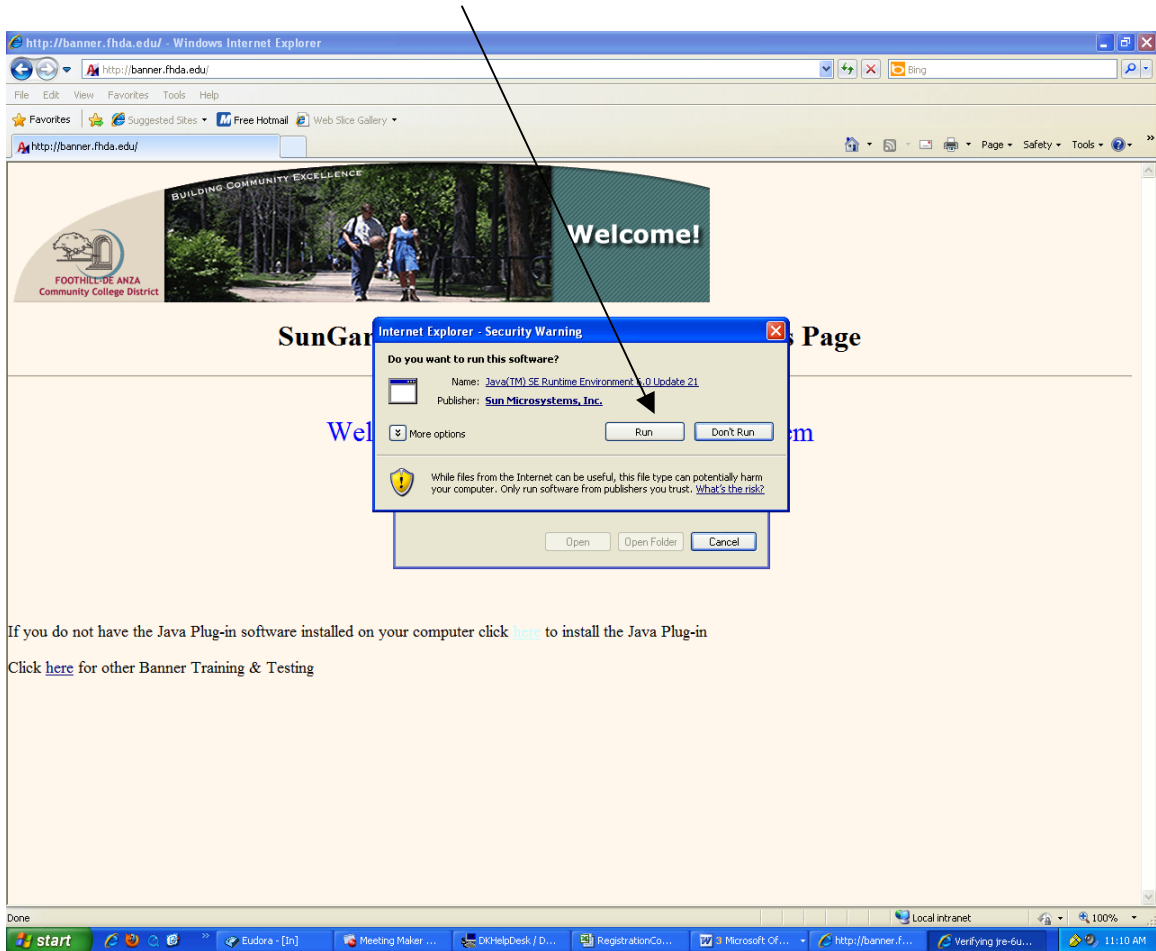 http://banner.fhda.edu/ - Windows Internet Explorer
http://banner.fhda.edu/
Bing
File Edit View Favorites Tools Help
Favorites Suggested Sites Free Hotmail Web Slice Gallery
http://banner.fhda.edu/
Page Safety Tools »
BUILDING COMMUNITY EXCELLENCE
Welcome!
FOOTHILL-DE ANZA
Community College District
SunGar
s Page
Internet Explorer - Security Warning
Do you want to run this software?
Name: Java(TM) SE Runtime Environment 6.0 Update 21
Publisher: Sun Microsystems, Inc.
More options
Run
Don't Run
Wel
em
While files from the Internet can be useful, this file type can potentially harm
your computer. Only run software from publishers you trust. What's the risk?
Open
Open Folder
Cancel
If you do not have the Java Plug-in software installed on your computer click here to install the Java Plug-in
Click here for other Banner Training & Testing
Done
Local intranet
100%
start
»
Eudora - [In]
Meeting Maker ...
DKHelpDesk / D...
RegistrationCo...
3 Microsoft Of...
http://banner.f...
Verifying jre-6u...
11:10 AM